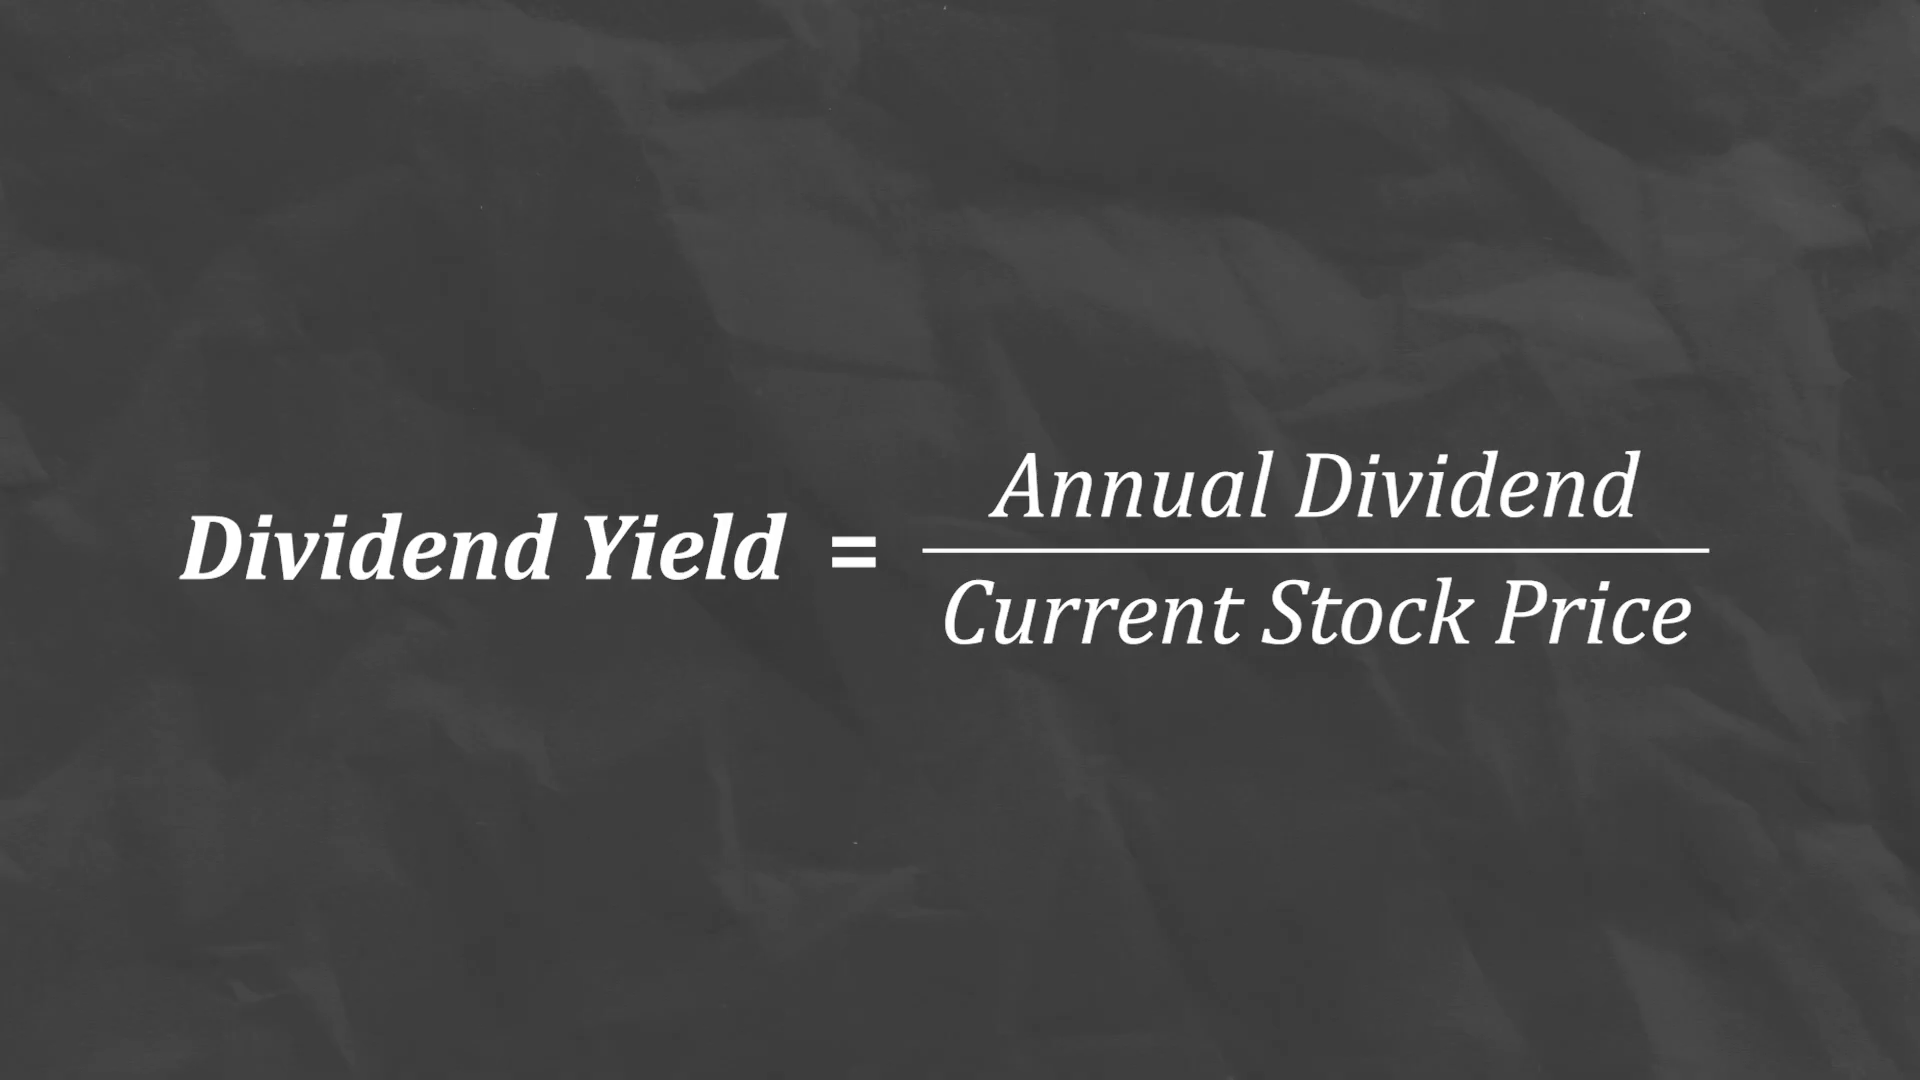 Dividend Yield = Annual Dividend / Current Stock Price